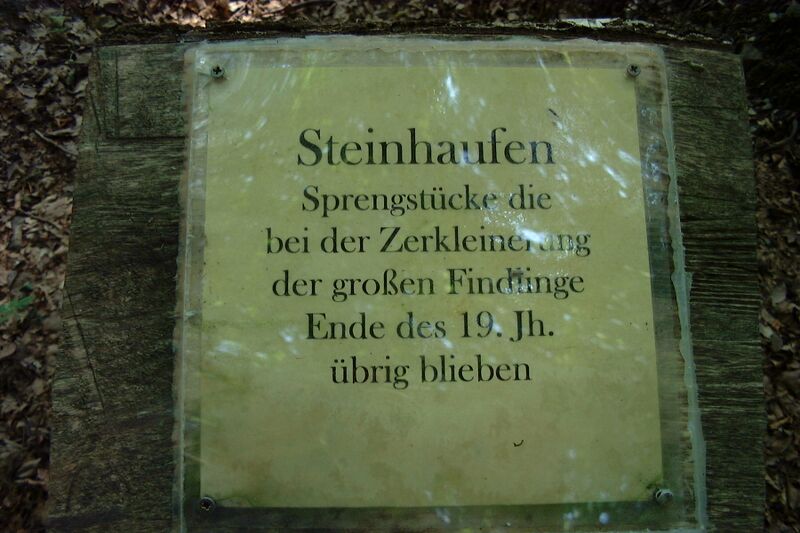 Steinhaufen
Sprengstücke die
bei der Zerkleinerung
der großen Findlinge
Ende des 19. Jh.
übrig blieben